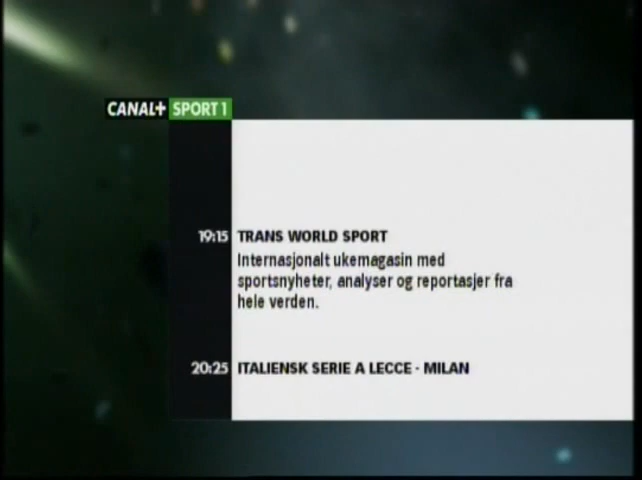 CANAL+ SPORT 1
19:15 TRANS WORLD SPORT
Internasjonalt ukemagasin med
sportsnyheter, analyser og reportasjer fra
hele verden.
20:25 ITALIENSK SERIE A LECCE - MILAN